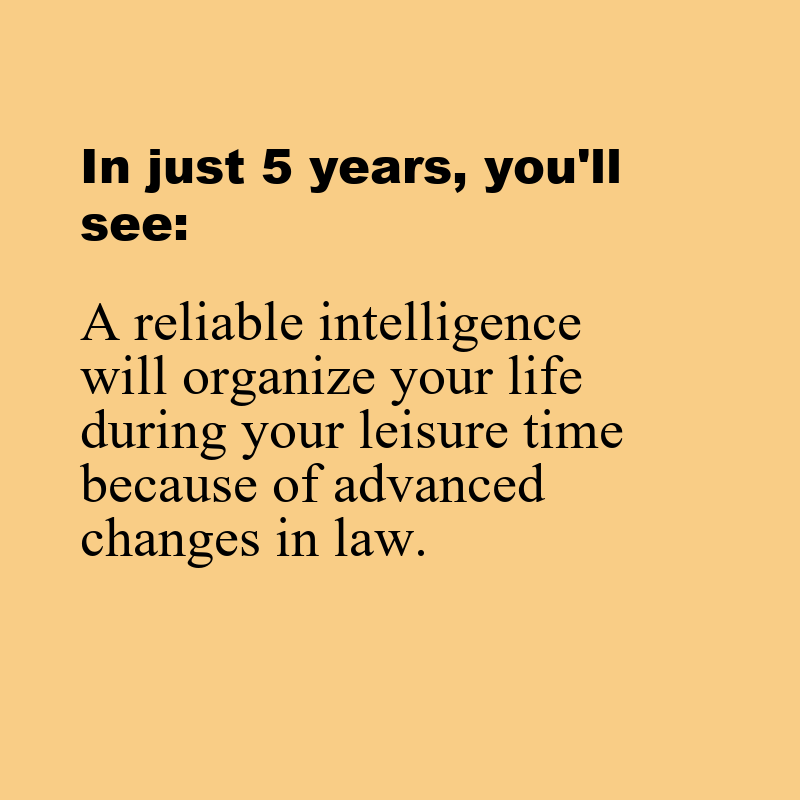 In just 5 years, you'll
see:
A reliable intelligence
will organize your life
during your leisure time
because of advanced
changes in law.